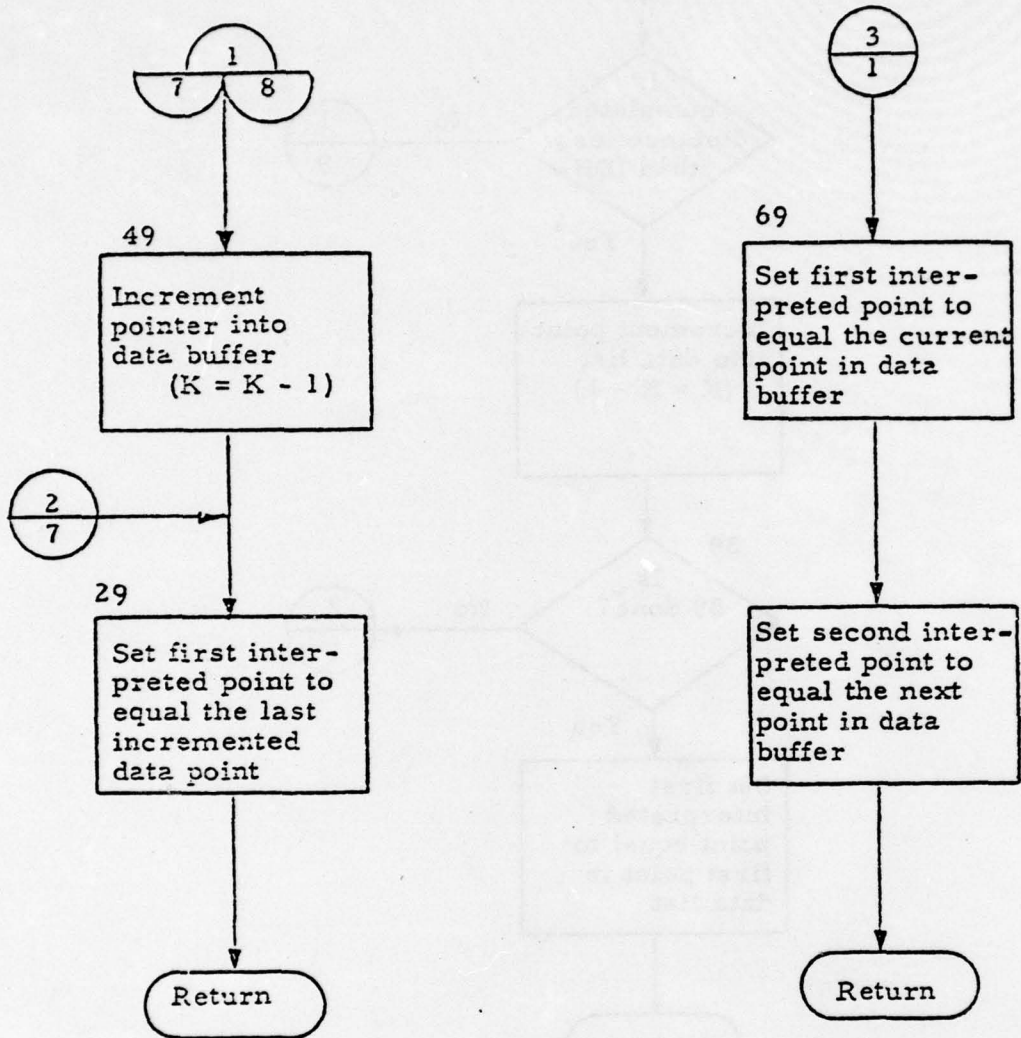 1
7 8
49
Increment
pointer into
data buffer
(K = K - 1)
2
7
29
Set first inter-
preted point to
equal the last
incremented
data point
Return
3
1
69
Set first inter-
preted point to
equal the current
point in data
buffer
Set second inter-
preted point to
equal the next
point in data
buffer
Return